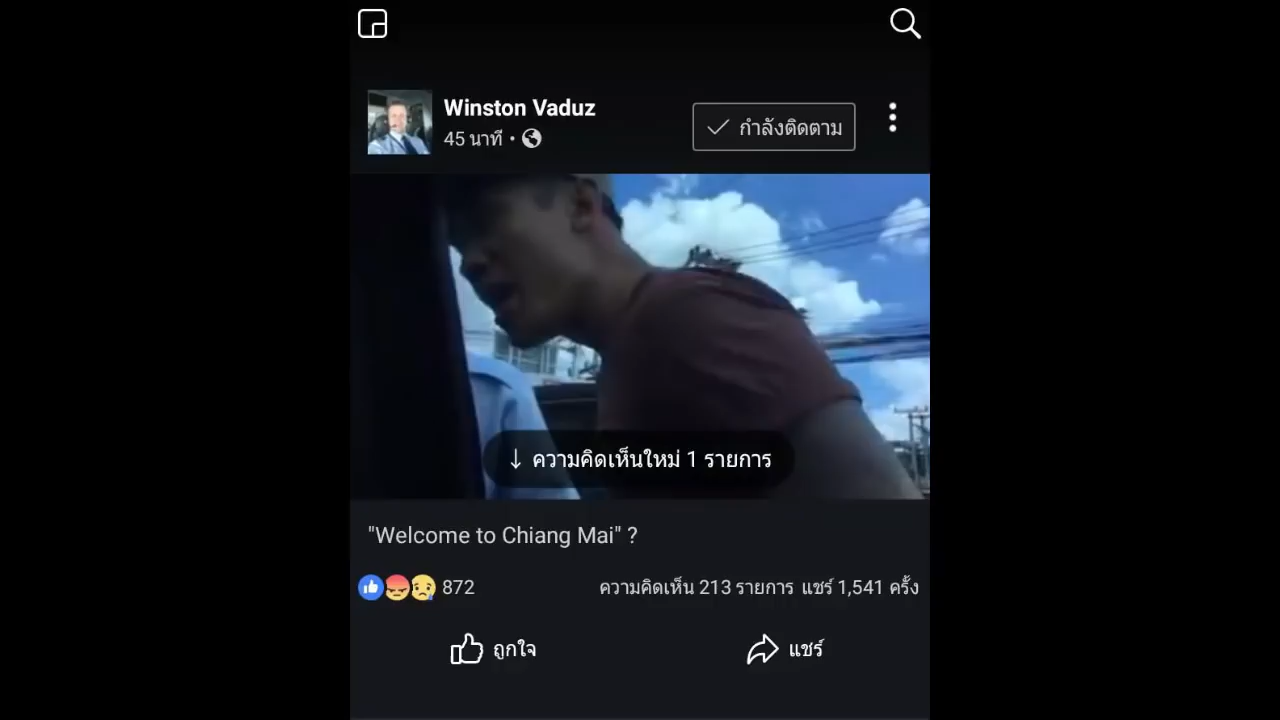 Winston Vaduz
45 นาที •
กำลังติดตาม
↓ ความคิดเห็นใหม่ 1 รายการ
"Welcome to Chiang Mai" ?
872
ความคิดเห็น 213 รายการ แชร์ 1,541 ครั้ง
ถูกใจ
แชร์